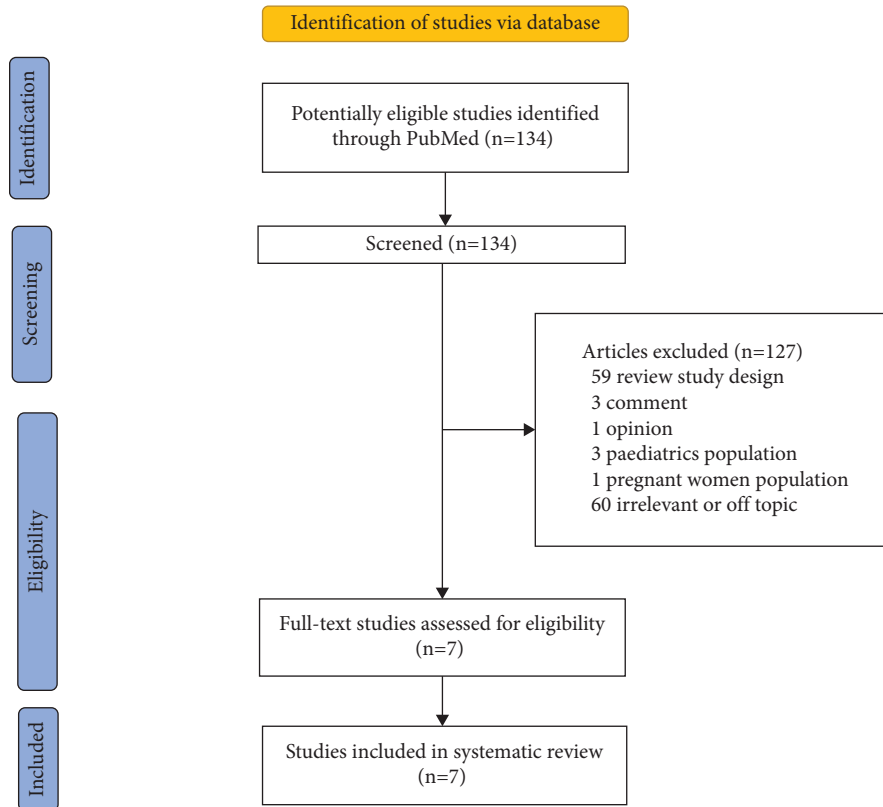 Identification of studies via database
Identification
Potentially eligible studies identified
through PubMed (n=134)
Screening
Screened (n=134)
Articles excluded (n=127)
59 review study design
3 comment
1 opinion
3 paediatrics population
1 pregnant women population
60 irrelevant or off topic
Eligibility
Full-text studies assessed for eligibility
(n=7)
Included
Studies included in systematic review
(n=7)